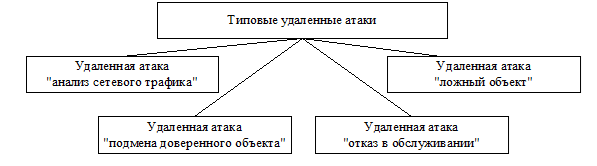 Типовые удаленные атаки
Удаленная атака
"анализ сетевого трафика"
Удаленная атака
"ложный объект"
Удаленная атака
"подмена доверенного объекта"
Удаленная атака
"отказ в обслуживании"